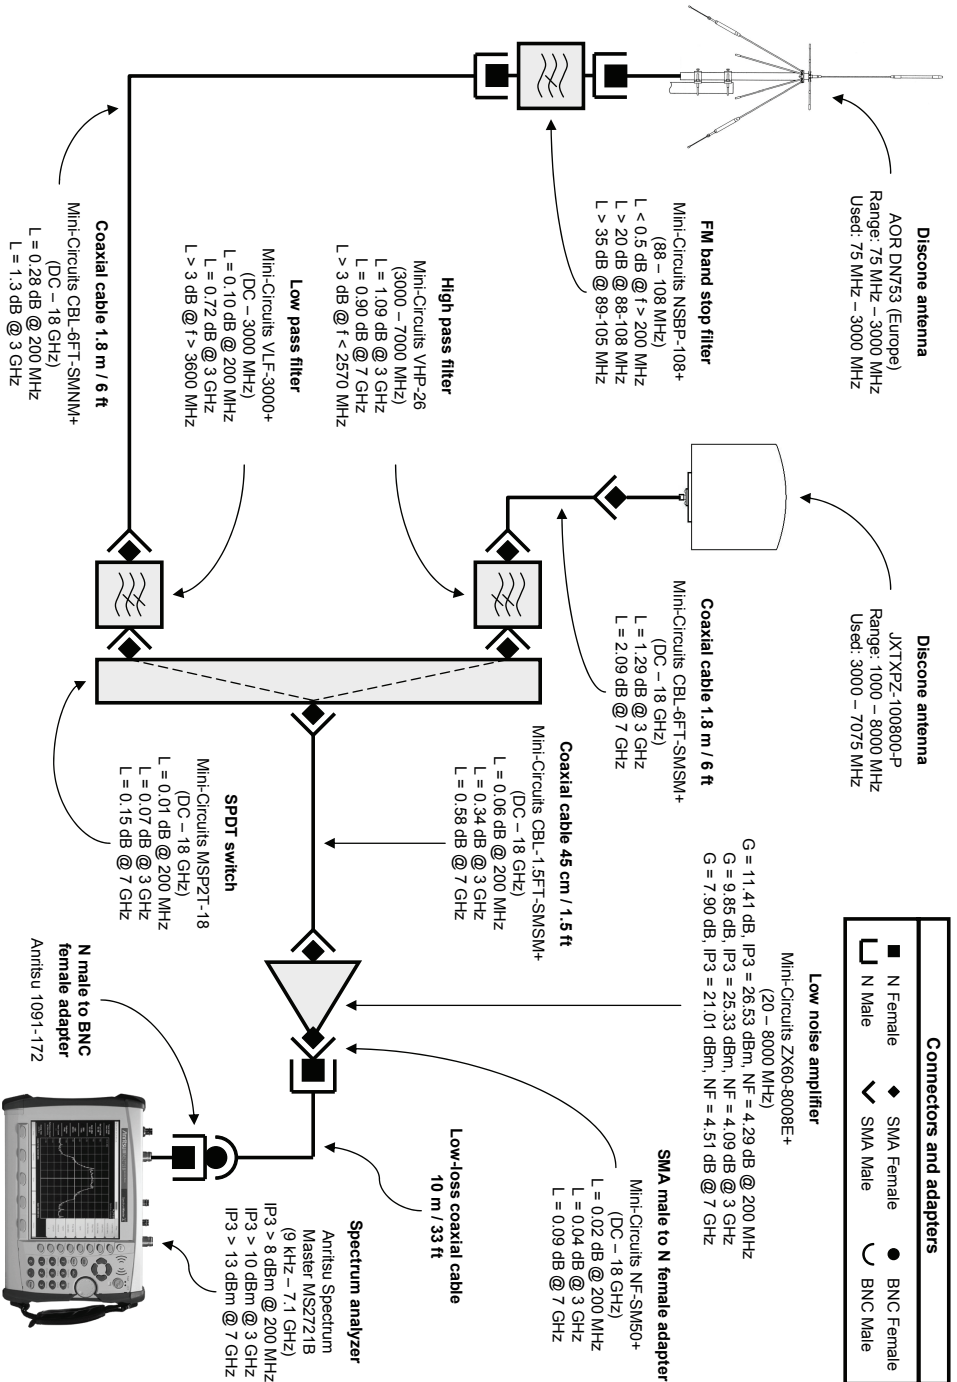 Discone antenna
AOR DN753 (Europe)
Range: 75 MHz – 3000 MHz
Used: 75 MHz – 3000 MHz
Discone antenna
JXTXPZ-100800-P
Range: 1000 – 8000 MHz
Used: 3000 – 7075 MHz
Connectors and adapters
N Female
SMA Female
BNC Female
N Male
SMA Male
BNC Male
FM band stop filter
Mini-Circuits NSBP-108+
(88 – 108 MHz)
L < 0.5 dB @ f > 200 MHz
L > 20 dB @ 88-108 MHz
L > 35 dB @ 89-105 MHz
Coaxial cable 1.8 m / 6 ft
Mini-Circuits CBL-6FT-SMSM+
(DC – 18 GHz)
L = 1.29 dB @ 3 GHz
L = 2.09 dB @ 7 GHz
Low noise amplifier
Mini-Circuits ZX60-8008E+
(20 – 8000 MHz)
G = 11.41 dB, IP3 = 26.53 dBm, NF = 4.29 dB @ 200 MHz
G = 9.85 dB, IP3 = 25.33 dBm, NF = 4.09 dB @ 3 GHz
G = 7.90 dB, IP3 = 21.01 dBm, NF = 4.51 dB @ 7 GHz
High pass filter
Mini-Circuits VHP-26
(3000 – 7000 MHz)
L = 1.09 dB @ 3 GHz
L = 0.90 dB @ 7 GHz
L > 3 dB @ f < 2570 MHz
Coaxial cable 45 cm / 1.5 ft
Mini-Circuits CBL-1.5FT-SMSM+
(DC – 18 GHz)
L = 0.06 dB @ 200 MHz
L = 0.34 dB @ 3 GHz
L = 0.58 dB @ 7 GHz
SMA male to N female adapter
Mini-Circuits NF-SM50+
(DC – 18 GHz)
L = 0.02 dB @ 200 MHz
L = 0.04 dB @ 3 GHz
L = 0.09 dB @ 7 GHz
Low pass filter
Mini-Circuits VLF-3000+
(DC – 3000 MHz)
L = 0.10 dB @ 200 MHz
L = 0.72 dB @ 3 GHz
L > 3 dB @ f > 3600 MHz
Low-loss coaxial cable
10 m / 33 ft
Coaxial cable 1.8 m / 6 ft
Mini-Circuits CBL-6FT-SMNM+
(DC – 18 GHz)
L = 0.28 dB @ 200 MHz
L = 1.3 dB @ 3 GHz
SPDT switch
Mini-Circuits MSP2T-18
(DC – 18 GHz)
L = 0.01 dB @ 200 MHz
L = 0.07 dB @ 3 GHz
L = 0.15 dB @ 7 GHz
N male to BNC
female adapter
Anritsu 1091-172
Spectrum analyzer
Anritsu Spectrum
Master MS2721B
(9 kHz – 7.1 GHz)
IP3 > 8 dBm @ 200 MHz
IP3 > 10 dBm @ 3 GHz
IP3 > 13 dBm @ 7 GHz